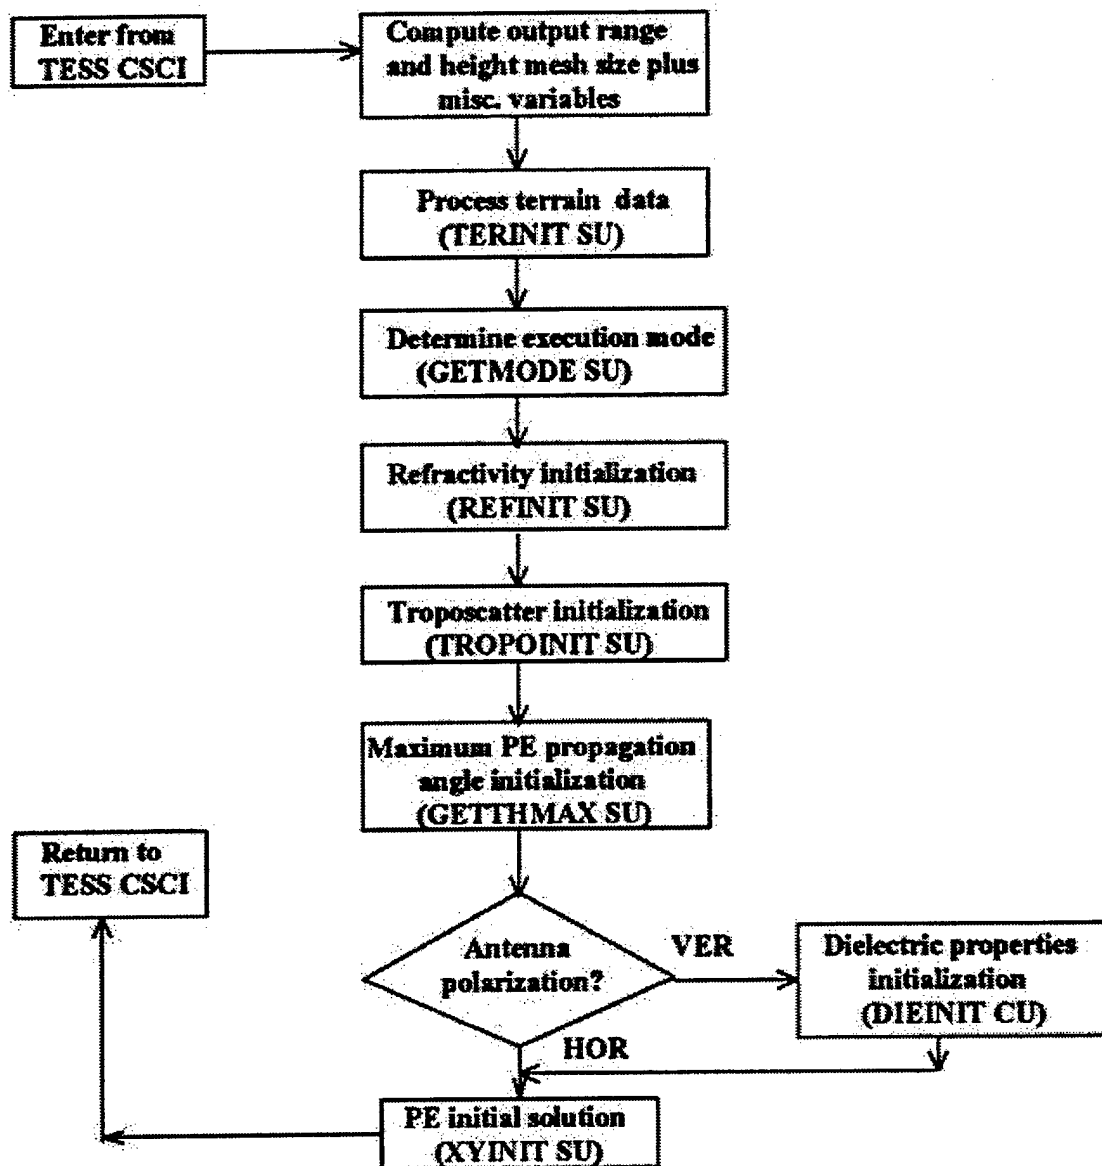 Enter from
TESS CSCI
Compute output range
and height mesh size plus
misc. variables
Process terrain data
(TERINIT SU)
Determine execution mode
(GETMODE SU)
Refractivity initialization
(REFINIT SU)
Troposcatter initialization
(TROPOINIT SU)
Maximum PE propagation
angle initialization
(GETTHMAX SU)
Return to
TESS CSCI
Antenna
polarization?
VER
Dielectric properties
initialization
(DIEINIT CU)
HOR
PE initial solution
(XYINIT SU)